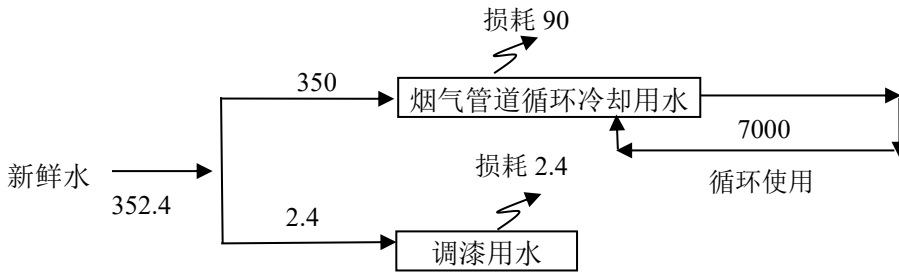 损耗 90
350
烟气管道循环冷却用水
7000
新鲜水
损耗 2.4
循环使用
352.4
2.4
调漆用水